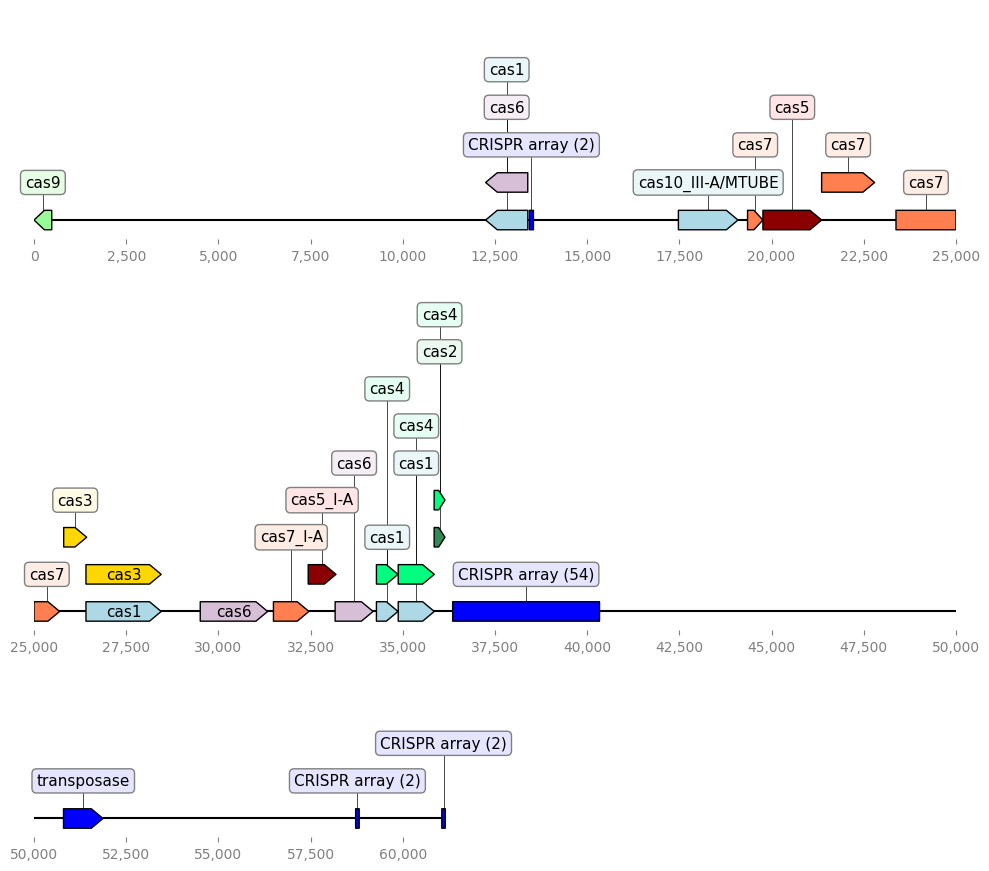 cas1
cas6
cas5
CRISPR array (2)
cas7
cas7
cas9
cas10_III-A/MTUBE
cas7
0
2,500
5,000
7,500
10,000
12,500
15,000
17,500
20,000
22,500
25,000
cas4
cas2
cas4
cas4
cas6
cas1
cas3
cas5_I-A
cas7_I-A
cas1
cas7
cas3
CRISPR array (54)
cas1
cas6
25,000
27,500
30,000
32,500
35,000
37,500
40,000
42,500
45,000
47,500
50,000
CRISPR array (2)
transposase
CRISPR array (2)
50,000
52,500
55,000
57,500
60,000